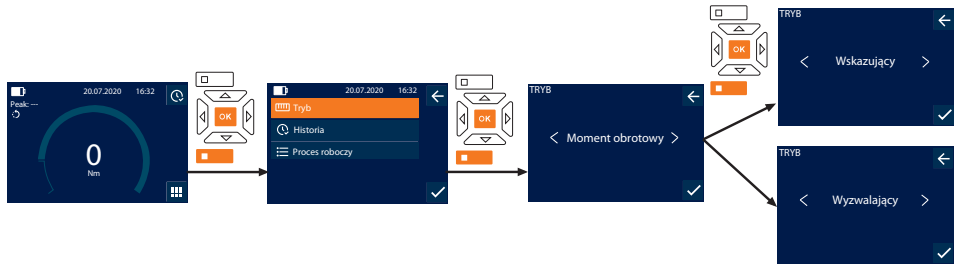 20.07.2020 16:32
Peak: ---
0
Nm
OK
20.07.2020 16:32
Tryb
Historia
Proces roboczy
OK
TRYB
Moment obrotowy
OK
TRYB
Wskazujący
TRYB
Wyzwalający